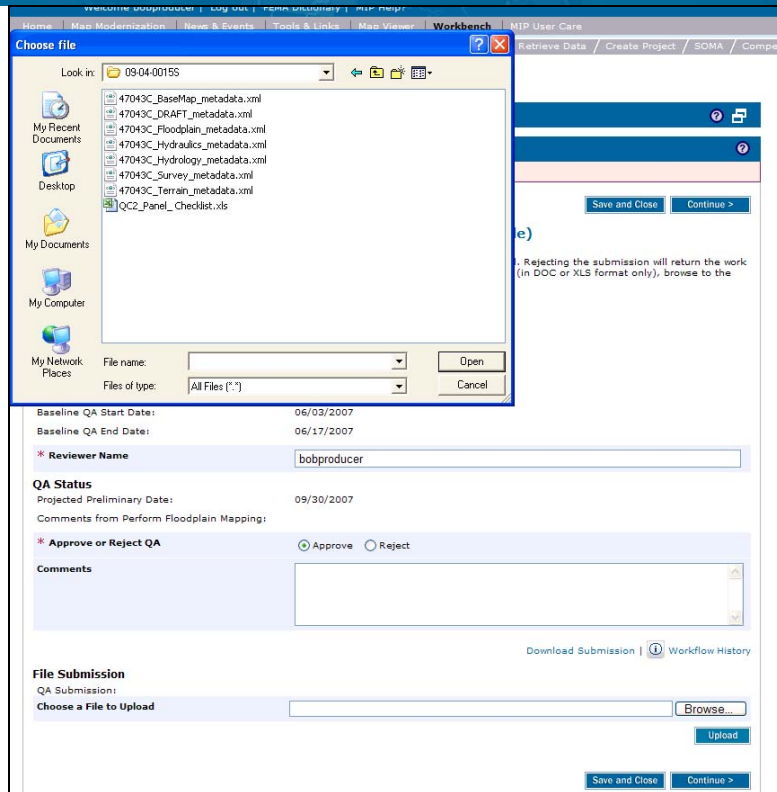 Welcome bobproducer | Log out | FEMA Dictionary | MIP Help?
Home | Map Modernization | News & Events | Tools & Links | Map Viewer | Workbench | MIP User Care
Retrieve Data / Create Project / SOMA / Compe
Choose file
Look in: 09-04-0015S
My Recent Documents
Desktop
My Documents
My Computer
My Network Places
47043C_BaseMap_metadata.xml
47043C_DRAFT_metadata.xml
47043C_Floodplain_metadata.xml
47043C_Hydraulics_metadata.xml
47043C_Hydrology_metadata.xml
47043C_Survey_metadata.xml
47043C_Terrain_metadata.xml
QC2_Panel_ Checklist.xls
File name: Open
Files of type: All Files (*.*) Cancel
Save and Close Continue >
le)
. Rejecting the submission will return the work
(in DOC or XLS format only), browse to the
Baseline QA Start Date: 06/03/2007
Baseline QA End Date: 06/17/2007
* Reviewer Name bobproducer
QA Status
Projected Preliminary Date: 09/30/2007
Comments from Perform Floodplain Mapping:
* Approve or Reject QA Approve Reject
Comments
Download Submission | Workflow History
File Submission
QA Submission:
Choose a File to Upload Browse...
Upload
Save and Close Continue >